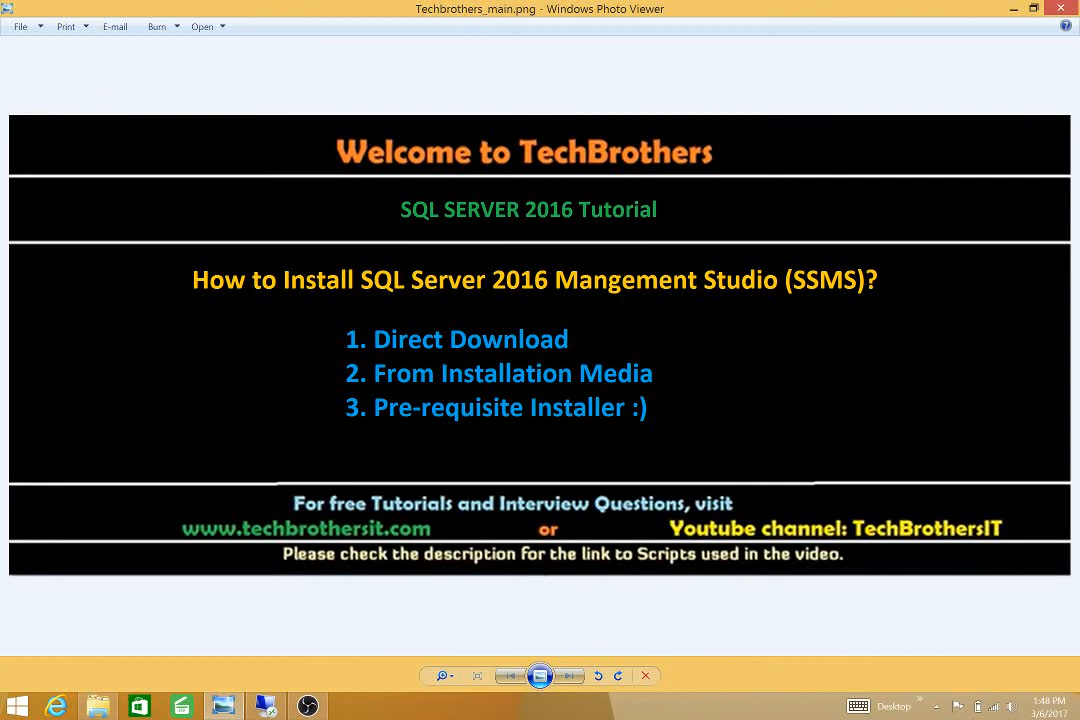 Techbrothers_main.png - Windows Photo Viewer
File Print E-mail Burn Open
Welcome to TechBrothers
SQL SERVER 2016 Tutorial
How to Install SQL Server 2016 Mangement Studio (SSMS)?
1. Direct Download
2. From Installation Media
3. Pre-requisite Installer :)
For free Tutorials and Interview Questions, visit
www.techbrothersit.com or Youtube channel: TechBrothersIT
Please check the description for the link to Scripts used in the video.
1:48 PM
Desktop
3/6/2017